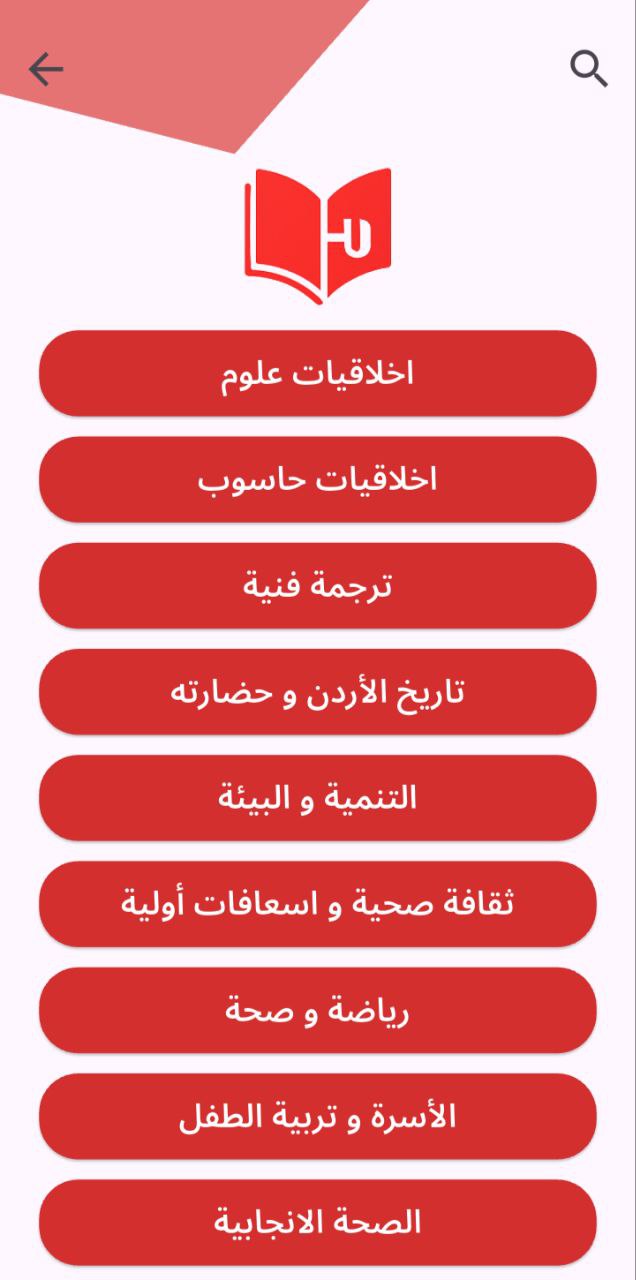 HU
اخلاقيات علوم
اخلاقيات حاسوب
ترجمة فنية
تاريخ الأردن و حضارته
التنمية و البيئة
ثقافة صحية و اسعافات أولية
رياضة و صحة
الأسرة و تربية الطفل
الصحة الانجابية